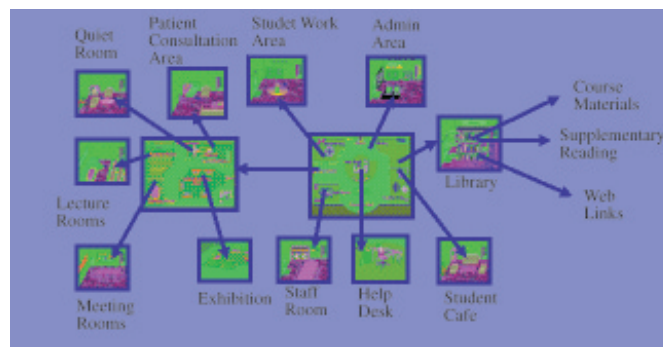 Quiet
Room
Patient
Consultation
Area
Studet Work
Area
Admin
Area
Course
Materials
Supplementary
Reading
Web
Links
Library
Lecture
Rooms
Meeting
Rooms
Exhibition
Staff
Room
Help
Desk
Student
Cafe